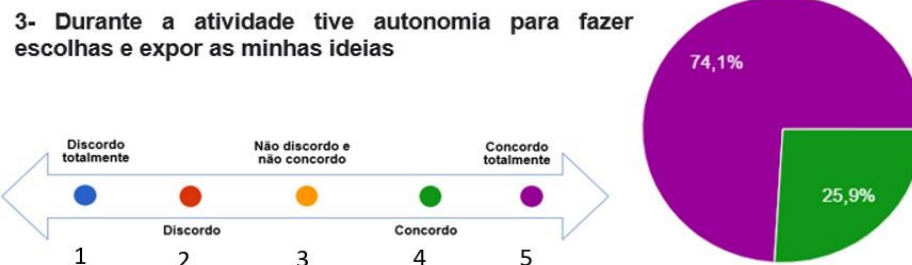 3- Durante a atividade tive autonomia para fazer
escolhas e expor as minhas ideias
74,1%
25,9%
Discordo
totalmente
Não discordo e
não concordo
Concordo
totalmente
Discordo
Concordo
1
2
3
4
5